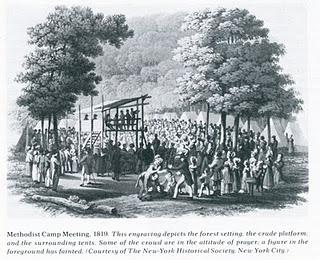 Methodist Camp Meeting, 1819. This engraving depicts the forest setting, the crude platform,
and the surrounding tents. Some of the crowd are in the attitude of prayer; a figure in the
foreground has fainted. (Courtesy of The New-York Historical Society, New York City.)